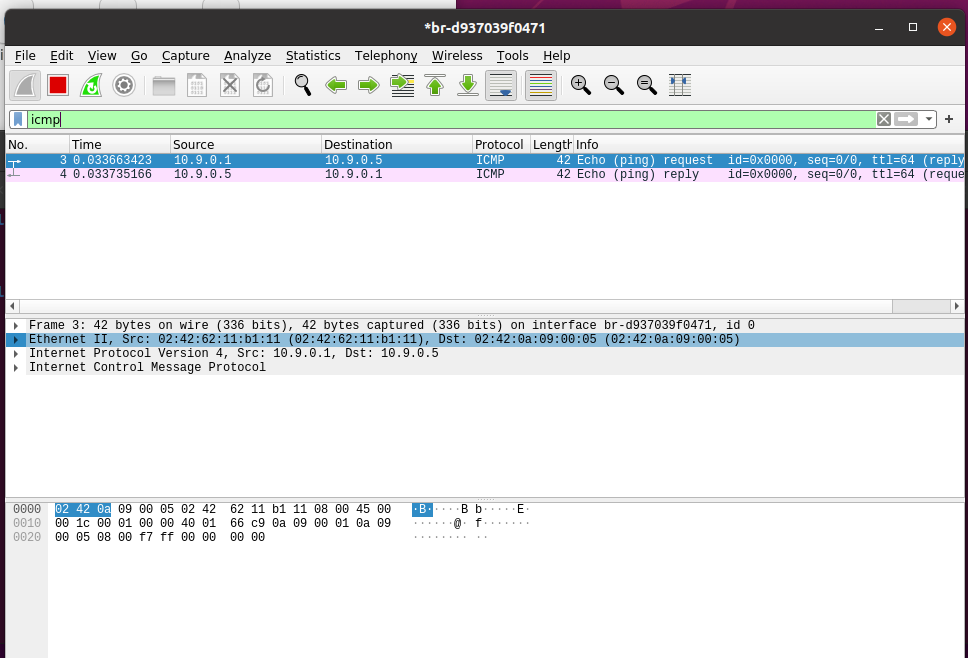 *br-d937039f0471
File Edit View Go Capture Analyze Statistics Telephony Wireless Tools Help
icmp
No. Time Source Destination Protocol Length Info
3 0.033663423 10.9.0.1 10.9.0.5 ICMP 42 Echo (ping) request id=0x0000, seq=0/0, ttl=64 (reply
4 0.033735166 10.9.0.5 10.9.0.1 ICMP 42 Echo (ping) reply id=0x0000, seq=0/0, ttl=64 (reque
Frame 3: 42 bytes on wire (336 bits), 42 bytes captured (336 bits) on interface br-d937039f0471, id 0
Ethernet II, Src: 02:42:62:11:b1:11 (02:42:62:11:b1:11), Dst: 02:42:0a:09:00:05 (02:42:0a:09:00:05)
Internet Protocol Version 4, Src: 10.9.0.1, Dst: 10.9.0.5
Internet Control Message Protocol
0000 02 42 0a 09 00 05 02 42 62 11 b1 11 08 00 45 00 ·B·····B b·····E·
0010 00 1c 00 01 00 00 40 01 66 c9 0a 09 00 01 0a 09 ······@· f·······
0020 00 05 08 00 f7 ff 00 00 00 00 ········ ··